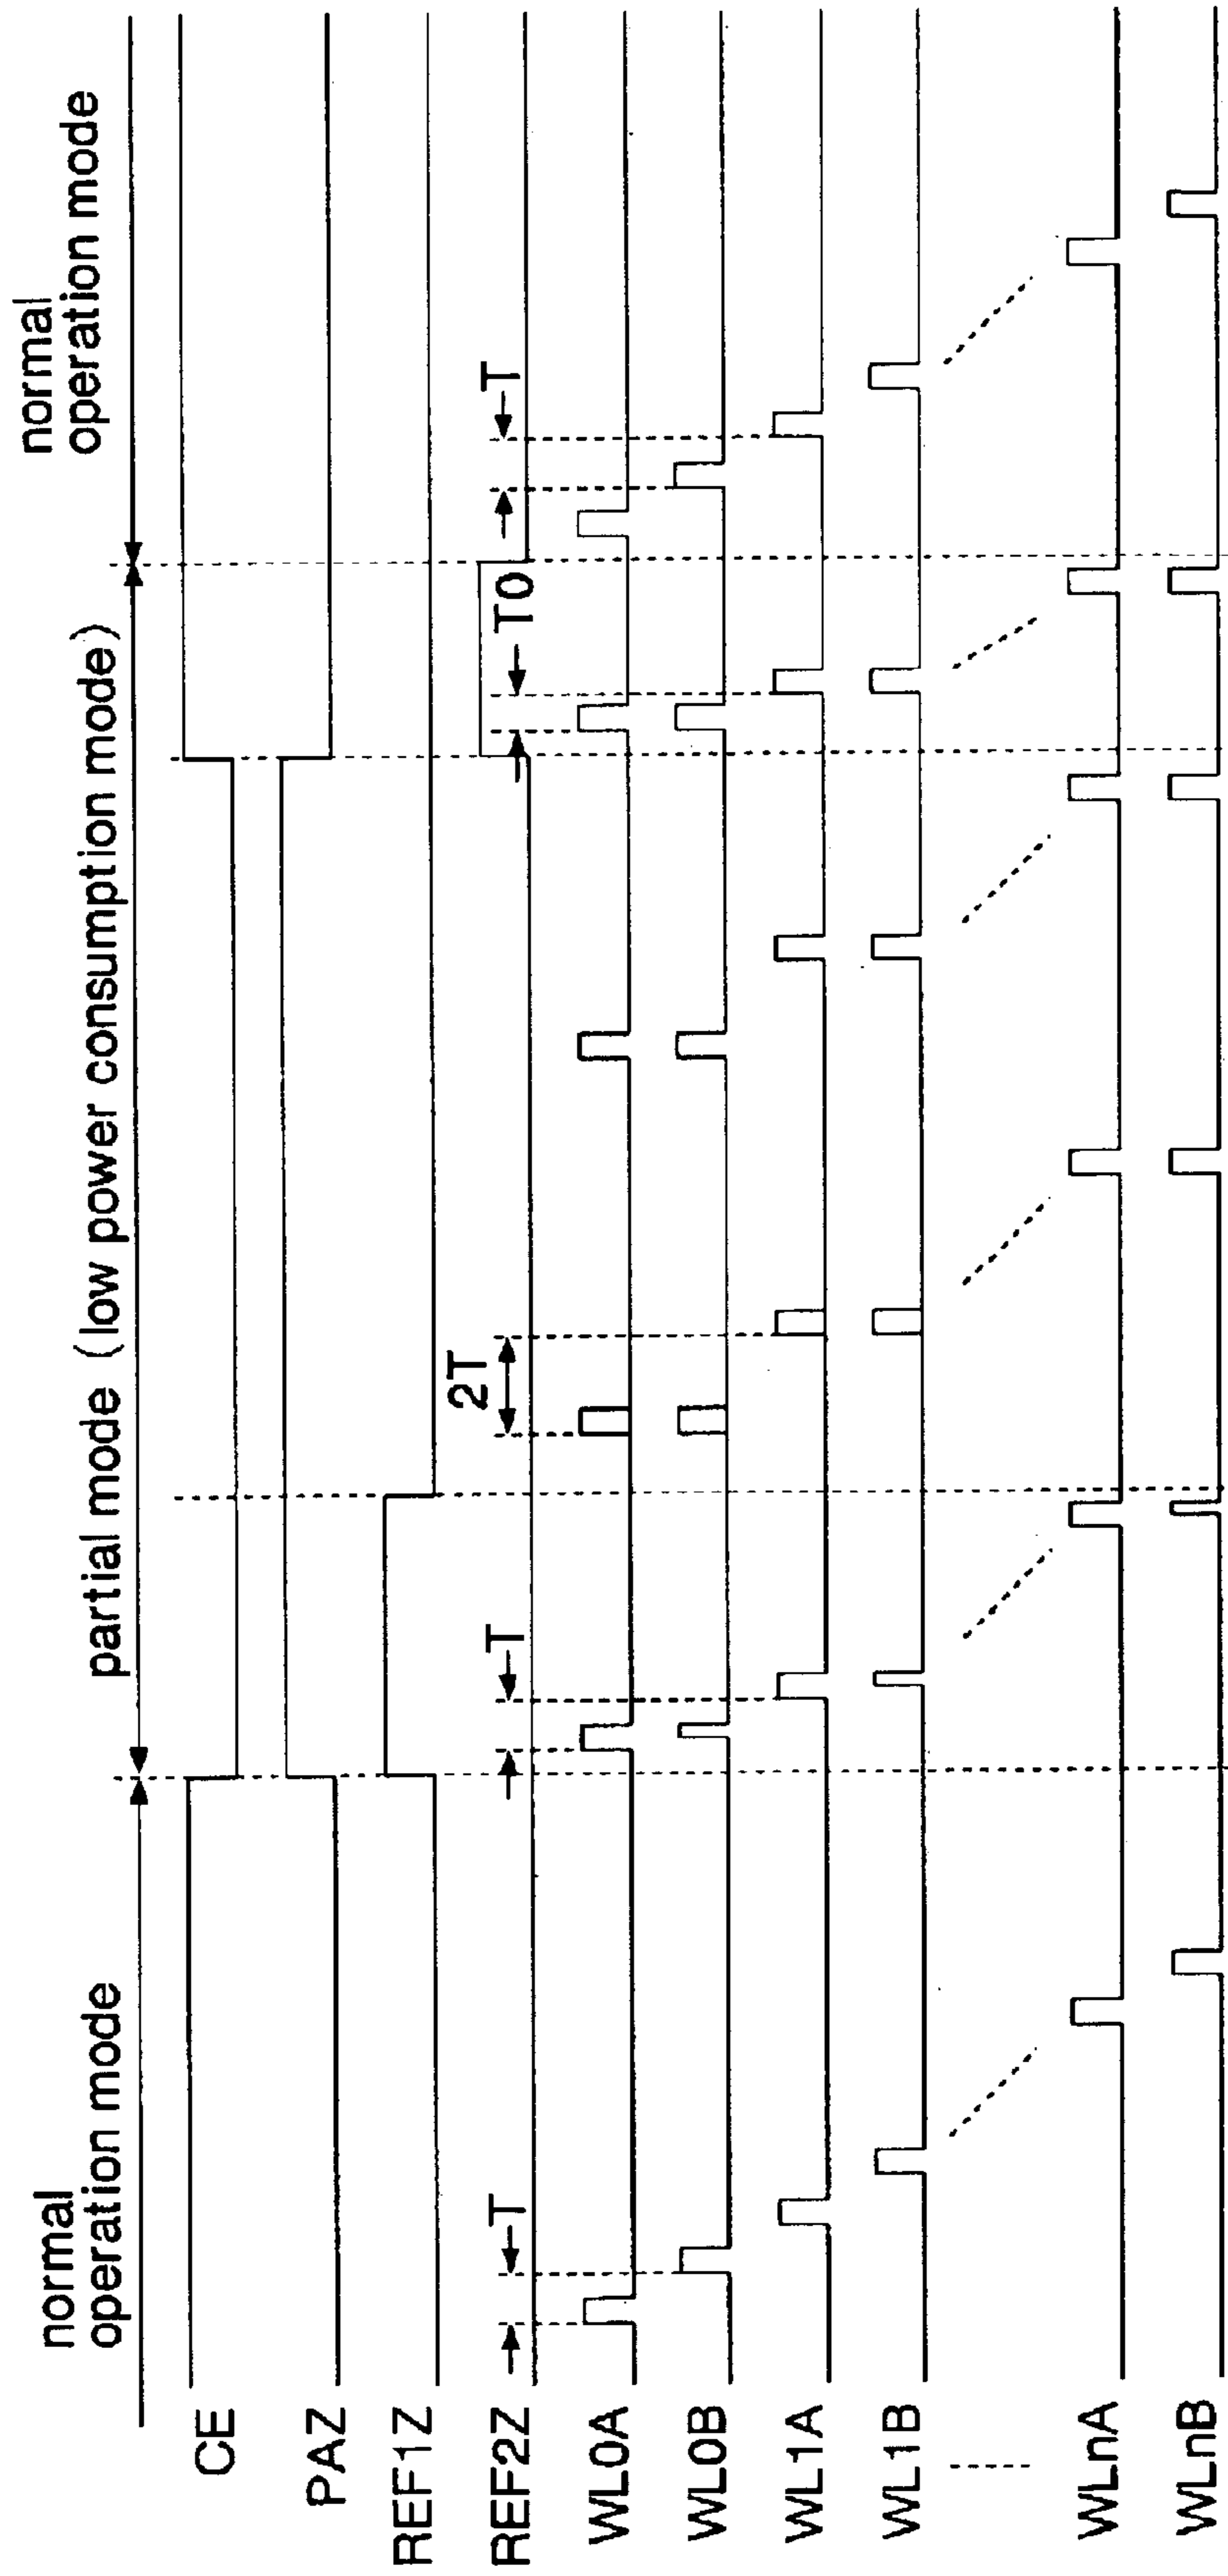 normal
operation mode
partial mode (low power consumption mode)
normal
operation mode
CE
PAZ
REF1Z
REF2Z
T
T
2T
T0
T
WL0A
WL0B
WL1A
WL1B
WLnA
WLnB